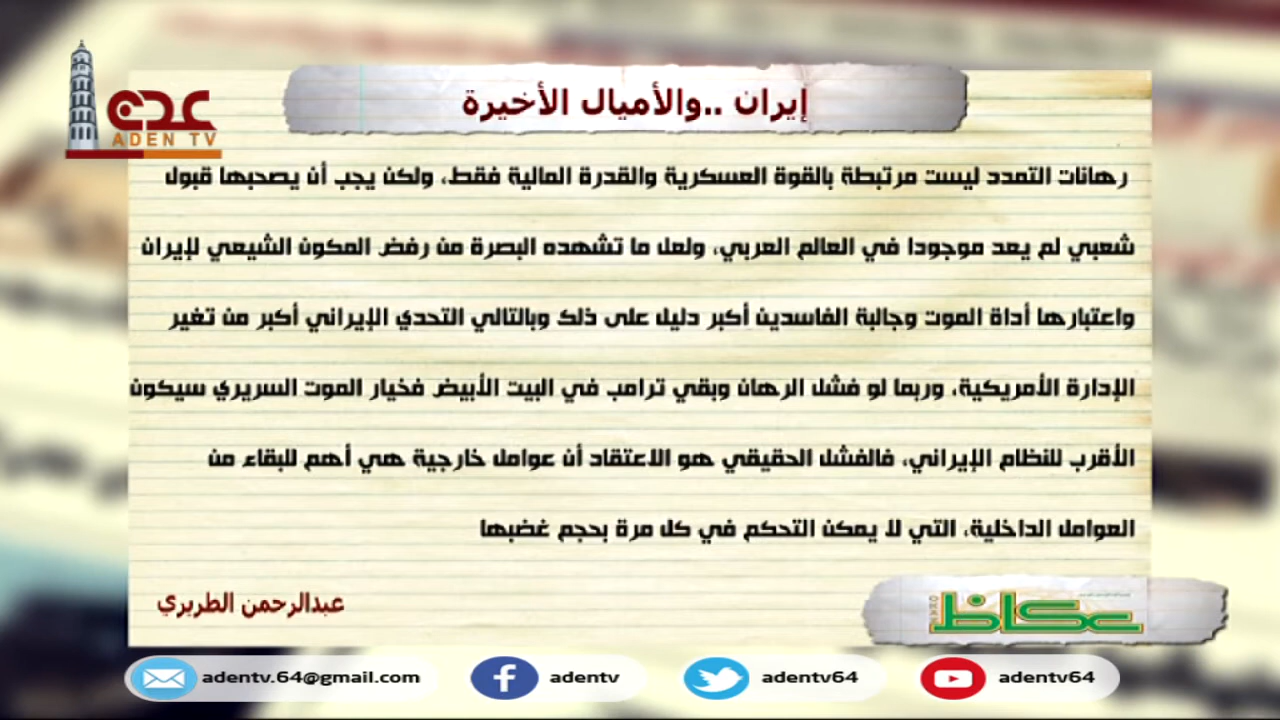 عدن
ADEN TV
إيران ..والأميال الأخيرة
رهانات التمدد ليست مرتبطة بالقوة العسكرية والقدرة المالية فقط، ولكن يجب أن يصحبها قبول
شعبي لم يعد موجودا في العالم العربي، ولعل ما تشهده البصرة من رفض المكون الشيعي لإيران
واعتبارها أداة الموت وجالبة الفاسدين أكبر دليل على ذلك وبالتالي التحدي الإيراني أكبر من تغير
الإدارة الأمريكية، وربما لو فشل الرهان وبقي ترامب في البيت الأبيض فخيار الموت السريري سيكون
الأقرب للنظام الإيراني، فالفشل الحقيقي هو الاعتقاد أن عوامل خارجية هي أهم للبقاء من
العوامل الداخلية، التي لا يمكن التحكم في كل مرة بحجم غضبها
عبدالرحمن الطريري
عكاظ
adentv.64@gmail.com
adentv
adentv64
adentv64